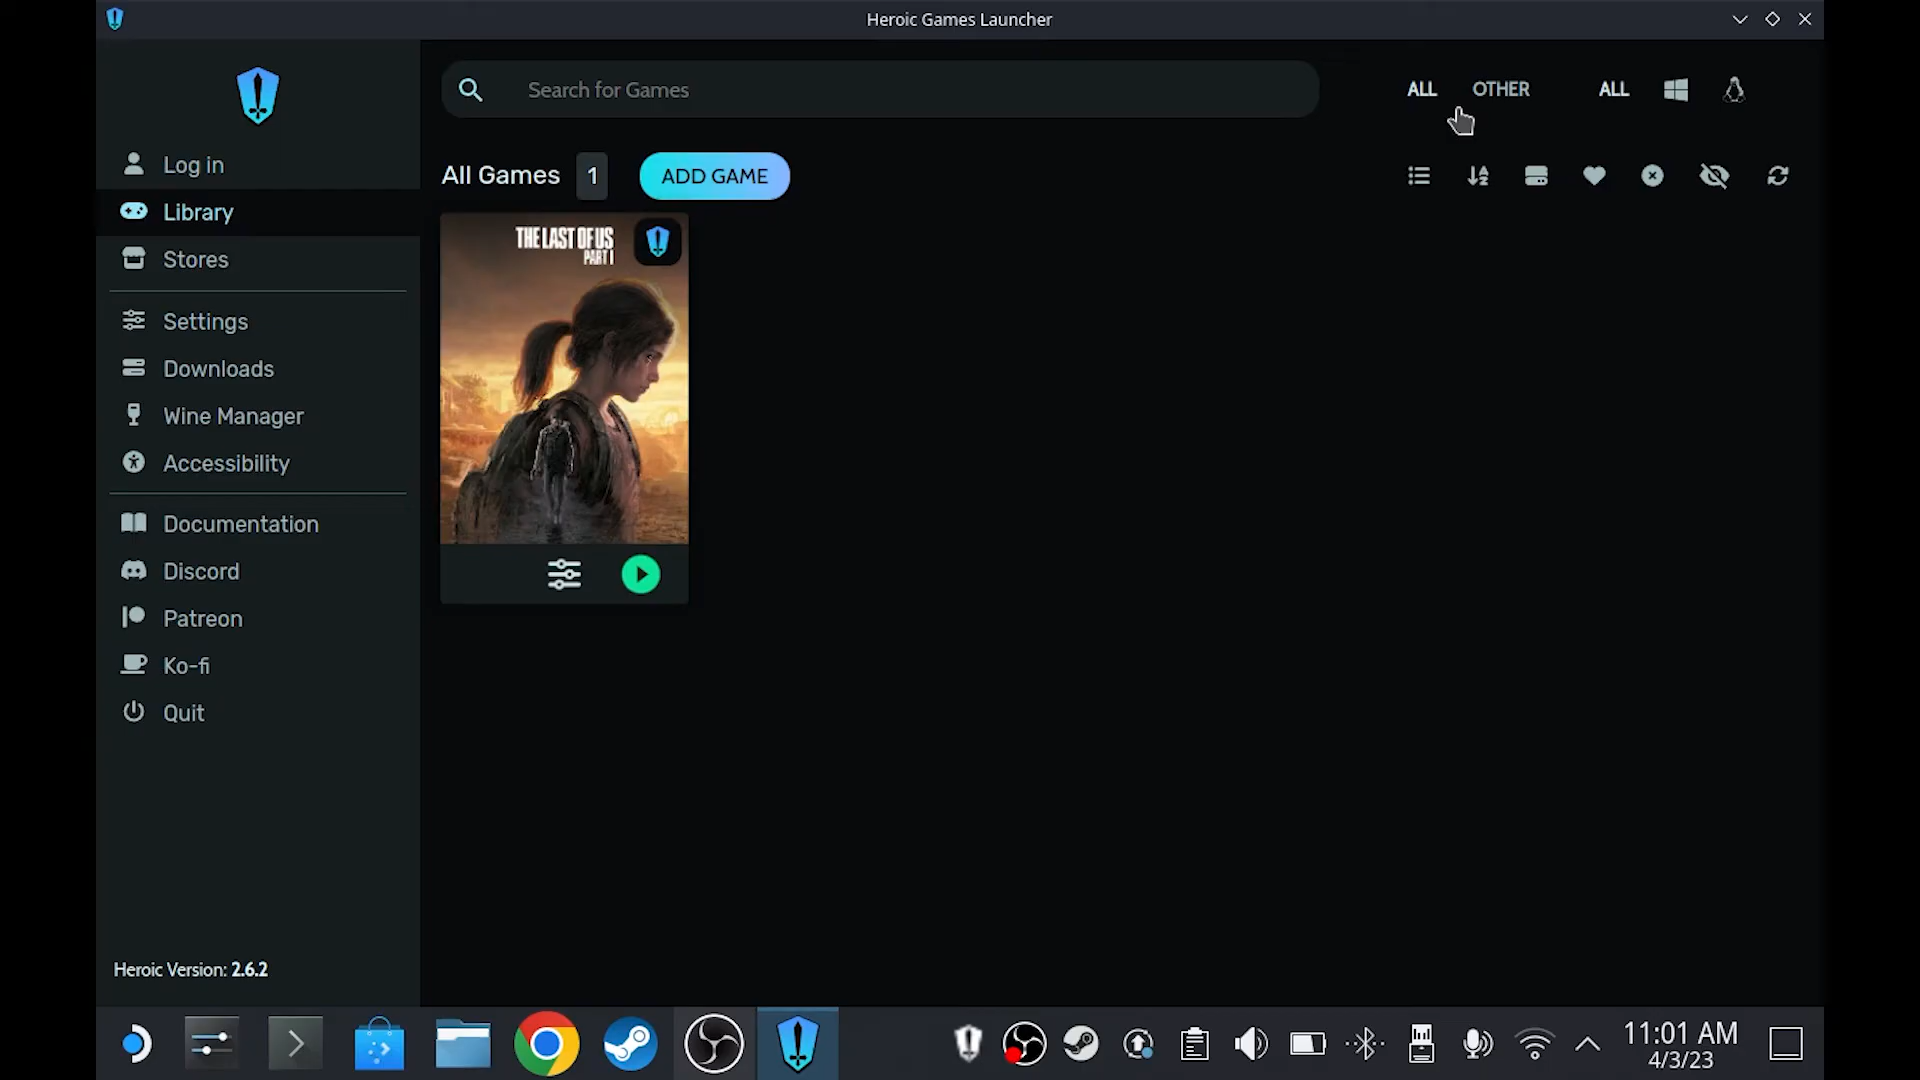 Heroic Games Launcher
Search for Games
ALL OTHER ALL
Log in
Library
Stores
Settings
Downloads
Wine Manager
Accessibility
Documentation
Discord
Patreon
Ko-fi
Quit
Heroic Version: 2.6.2
All Games 1 ADD GAME
THE LAST OF US
PART I
11:01 AM
4/3/23